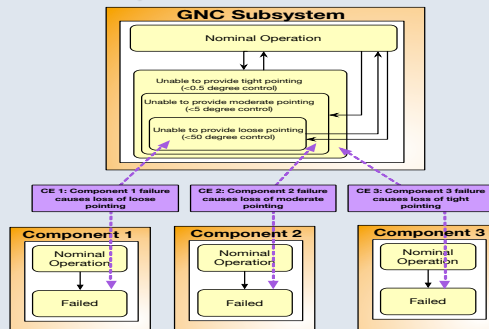 GNC Subsystem
Nominal Operation
Unable to provide tight pointing
(<0.5 degree control)
Unable to provide moderate pointing
(<5 degree control)
Unable to provide loose pointing
(<50 degree control)
CE 1: Component 1 failure
causes loss of loose
pointing
CE 2: Component 2 failure
causes loss of moderate
pointing
CE 3: Component 3 failure
causes loss of tight
pointing
Component 1
Nominal
Operation
Failed
Component 2
Nominal
Operation
Failed
Component 3
Nominal
Operation
Failed